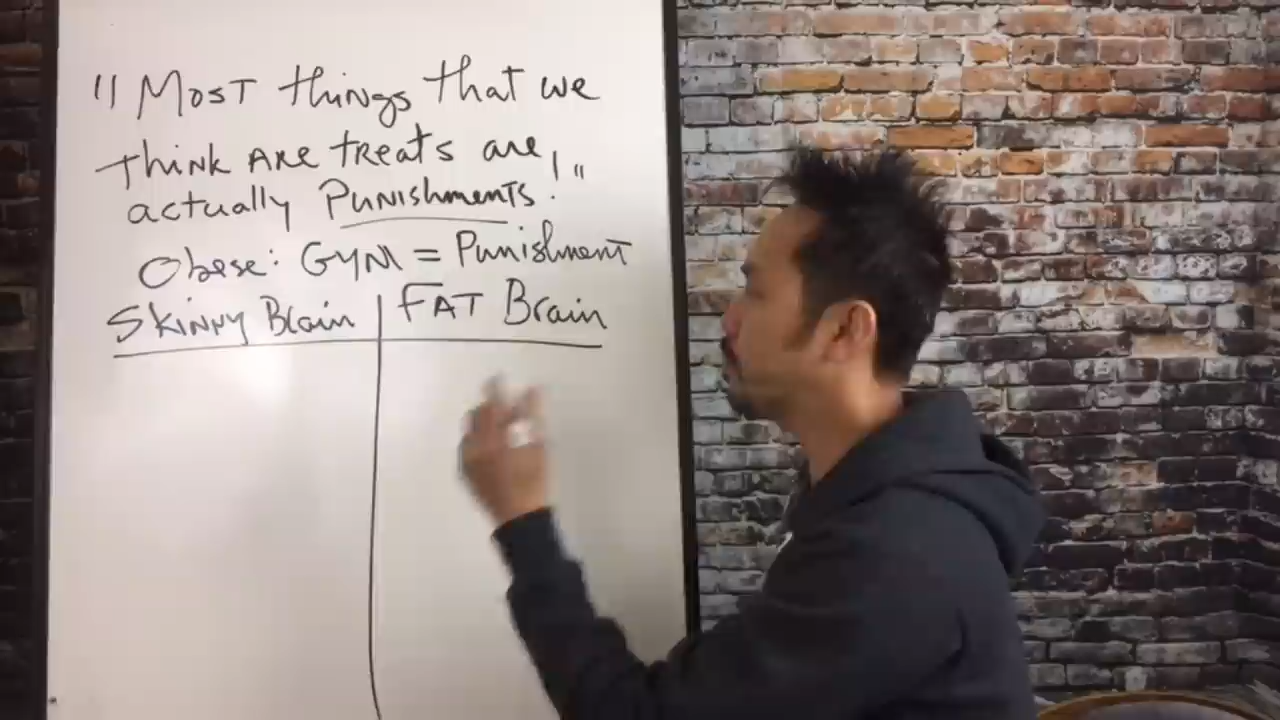 "Most things that we
think are treats are
actually Punishments!"
Obese: GYM = Punishment
Skinny Brain FAT Brain